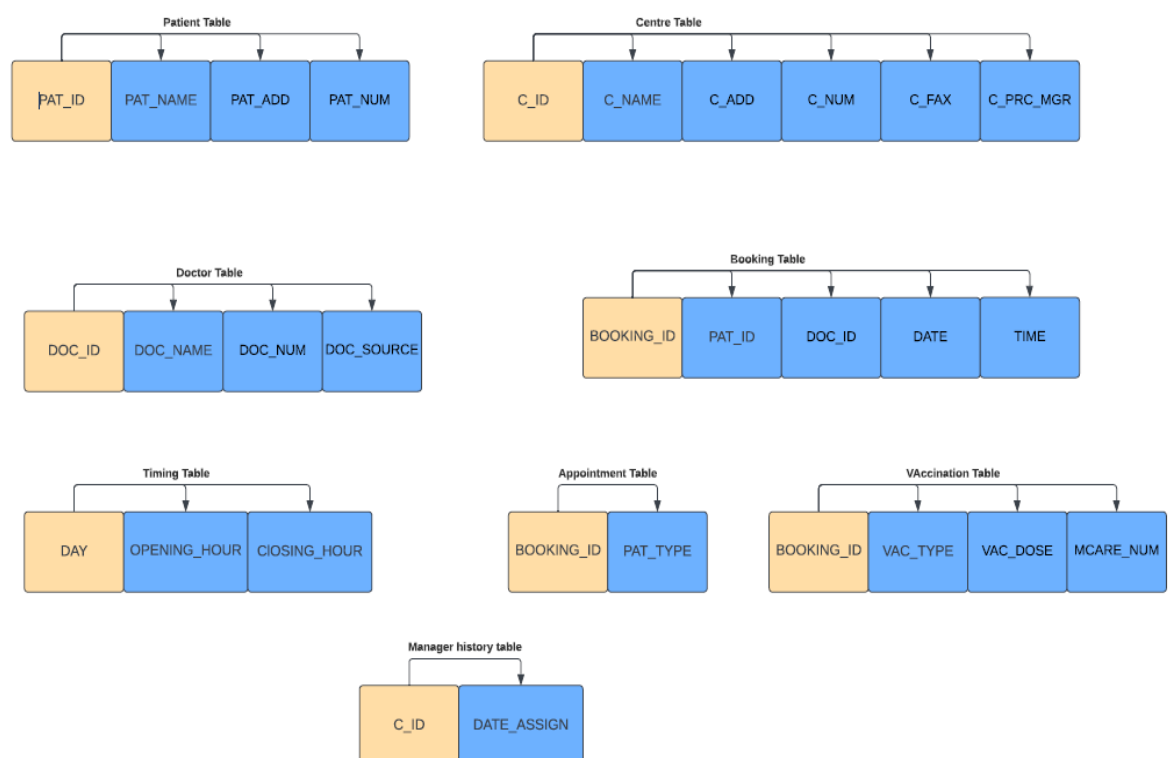 Patient Table
PAT_ID PAT_NAME PAT_ADD PAT_NUM
Centre Table
C_ID C_NAME C_ADD C_NUM C_FAX C_PRC_MGR
Doctor Table
DOC_ID DOC_NAME DOC_NUM DOC_SOURCE
Booking Table
BOOKING_ID PAT_ID DOC_ID DATE TIME
Timing Table
DAY OPENING_HOUR ClOSING_HOUR
Appointment Table
BOOKING_ID PAT_TYPE
VAccination Table
BOOKING_ID VAC_TYPE VAC_DOSE MCARE_NUM
Manager history table
C_ID DATE_ASSIGN